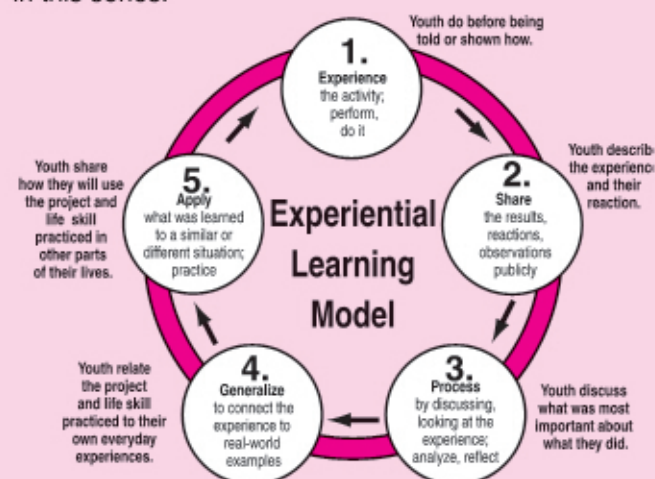 in this series.
Youth do before being
told or shown how.
1.
Experience
the activity;
perform,
do it
Youth describ
the experienc
and their
reaction.
2.
Share
the results,
reactions,
observations
publicly
Youth share
how they will use
the project and
life skill
practiced in
other parts
of their lives.
5.
Apply
what was learned
to a similar or
different situation;
practice
Experiential
Learning
Model
Youth relate
the project
and life skill
practiced to their
own everyday
experiences.
4.
Generalize
to connect the
experience to
real-world
examples
3.
Process
by discussing,
looking at the
experience;
analyze, reflect
Youth discuss
what was most
important about
what they did.